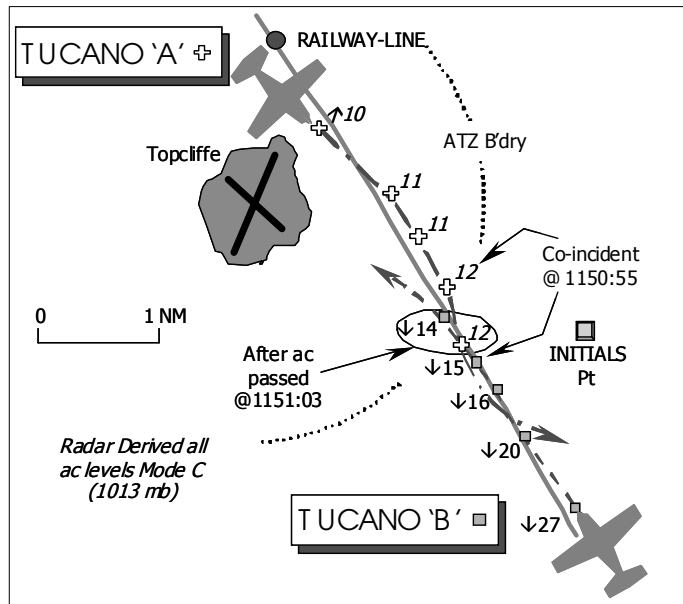 TUCANO 'A'
RAILWAY-LINE
↑10
Topcliffe
ATZ B'dry
11
11
Co-incident
@ 1150:55
12
0 1 NM
↓14
12
INITIALS
Pt
After ac
passed
@1151:03
↓15
↓16
Radar Derived all
ac levels Mode C
(1013 mb)
↓20
TUCANO 'B'
↓27